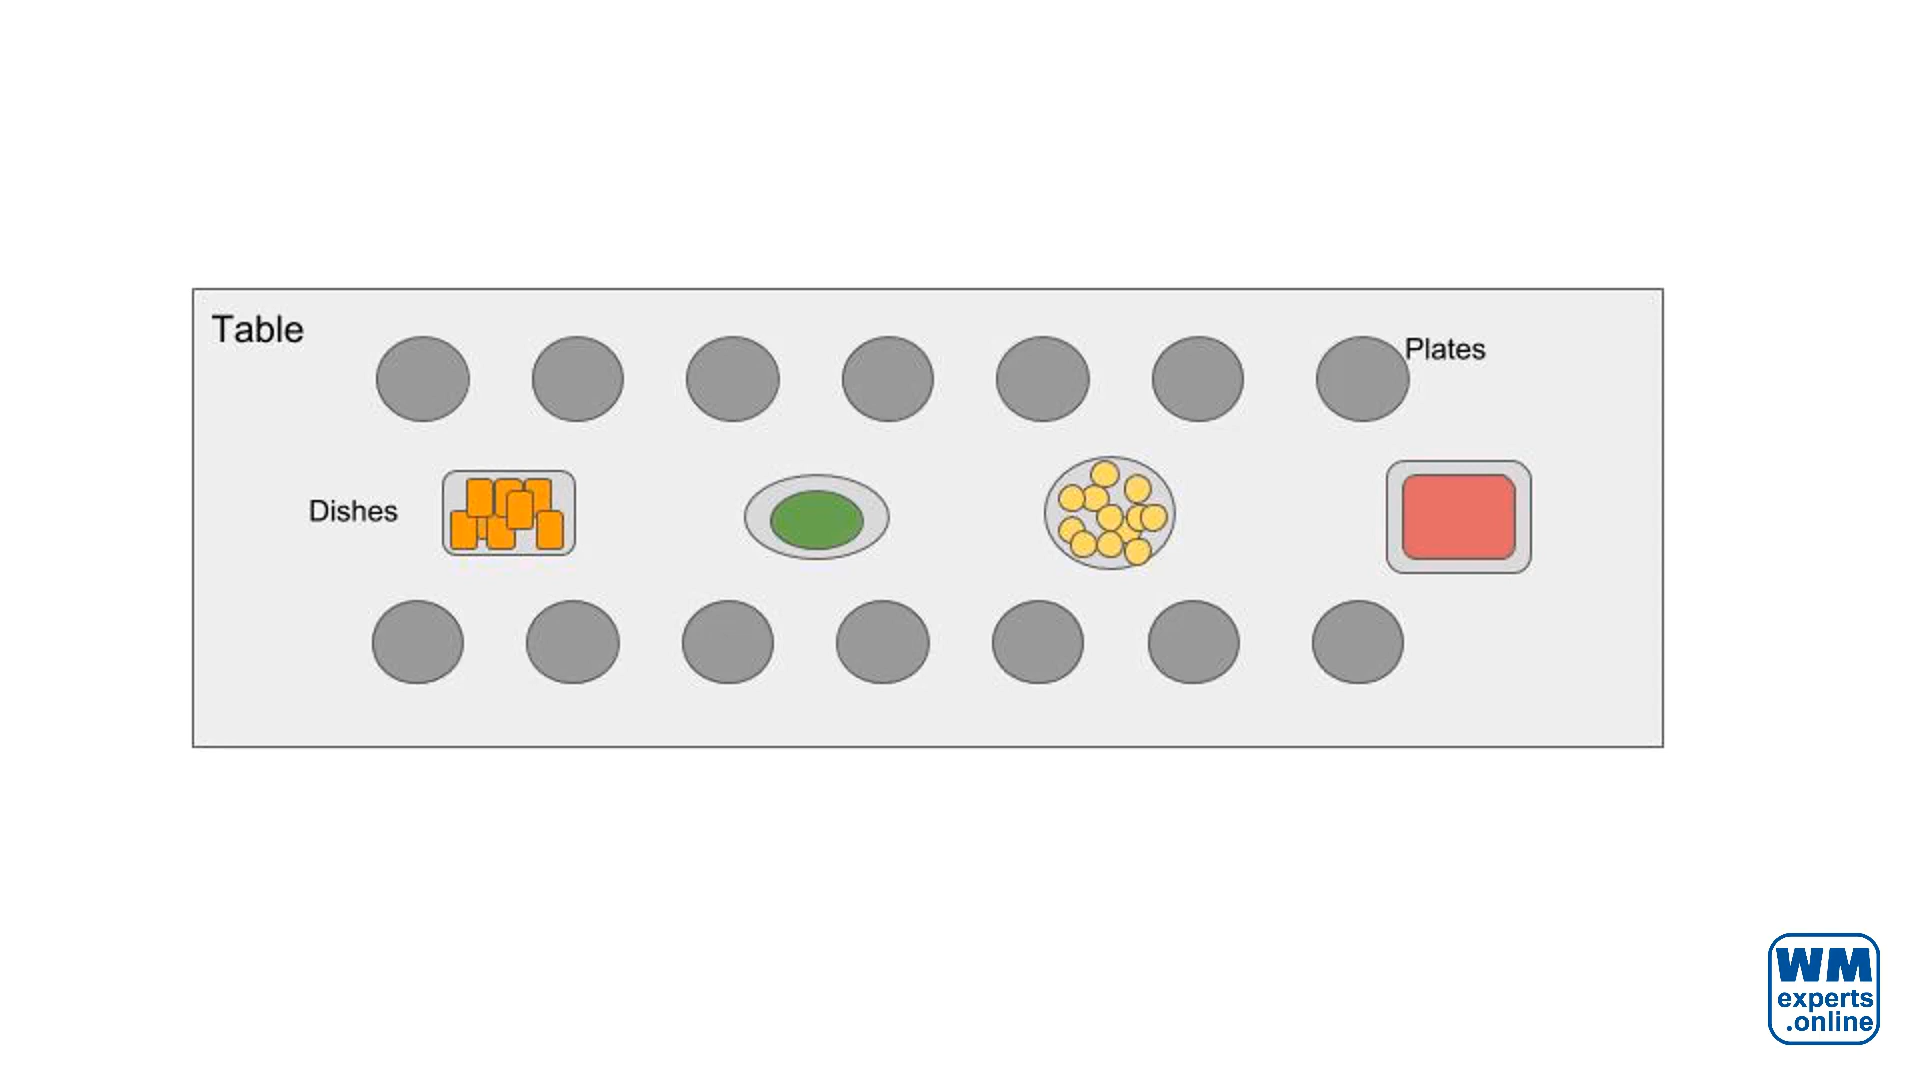 Table
Plates
Dishes
WM
experts
.online